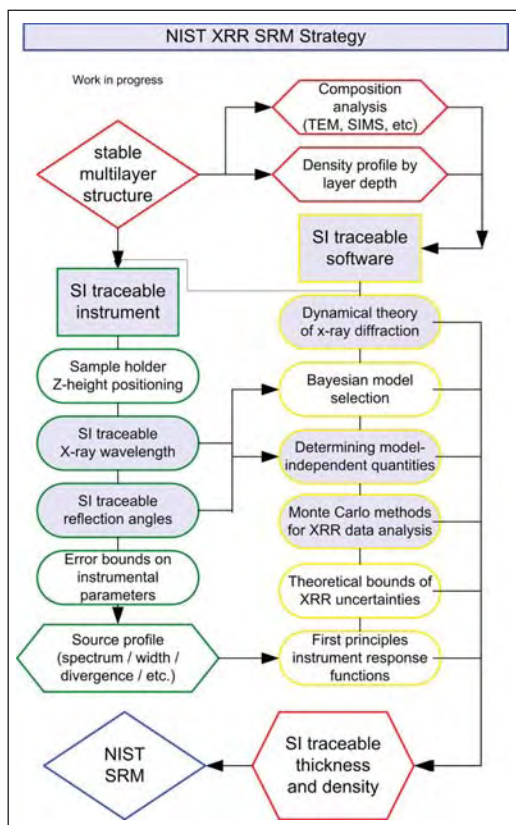 NIST XRR SRM Strategy
Work in progress
Composition
analysis
(TEM, SIMS, etc)
stable
multilayer
structure
Density profile by
layer depth
SI traceable
software
SI traceable
instrument
Dynamical theory
of x-ray diffraction
Sample holder
Z-height positioning
Bayesian model
selection
SI traceable
X-ray wavelength
Determining model-
independent quantities
SI traceable
reflection angles
Monte Carlo methods
for XRR data analysis
Error bounds on
instrumental
parameters
Theoretical bounds of
XRR uncertainties
Source profile
(spectrum / width /
divergence / etc.)
First principles
instrument response
functions
NIST
SRM
SI traceable
thickness
and density